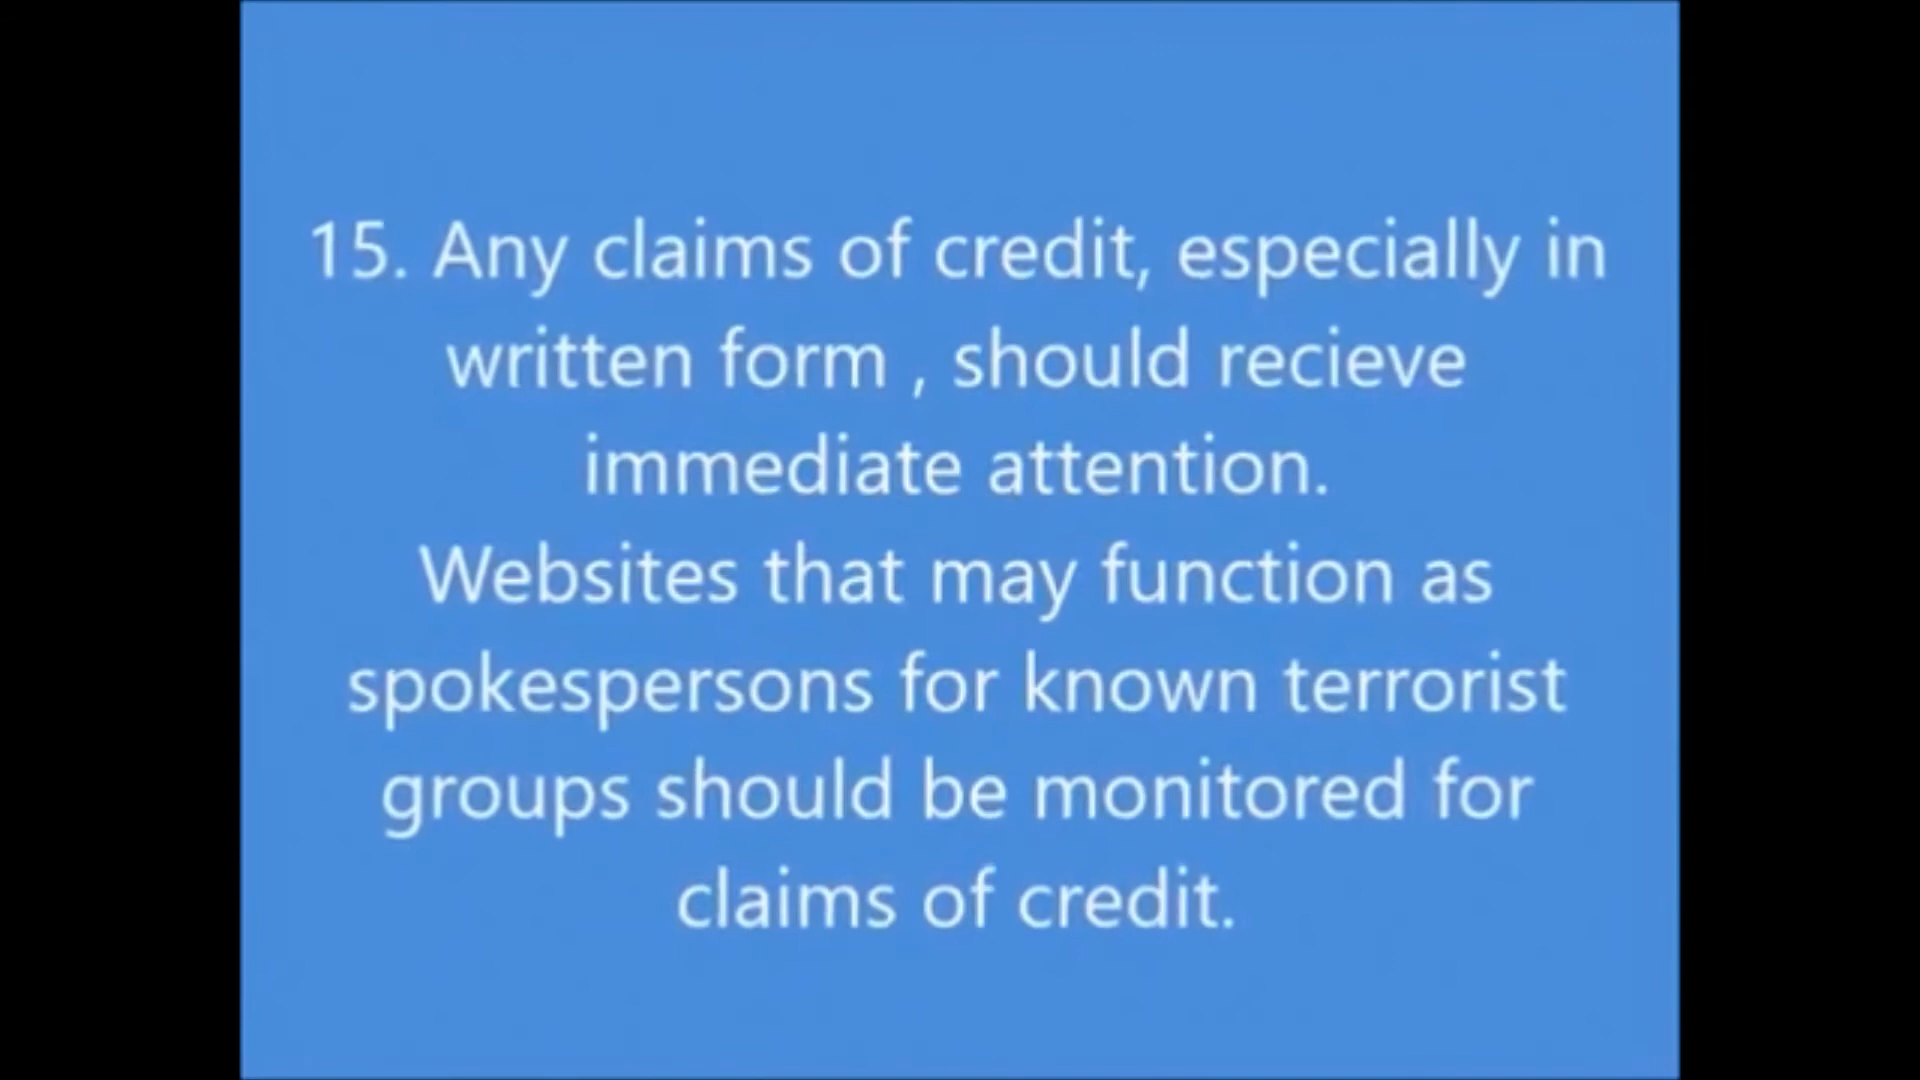 15. Any claims of credit, especially in
written form , should recieve
immediate attention.
Websites that may function as
spokespersons for known terrorist
groups should be monitored for
claims of credit.